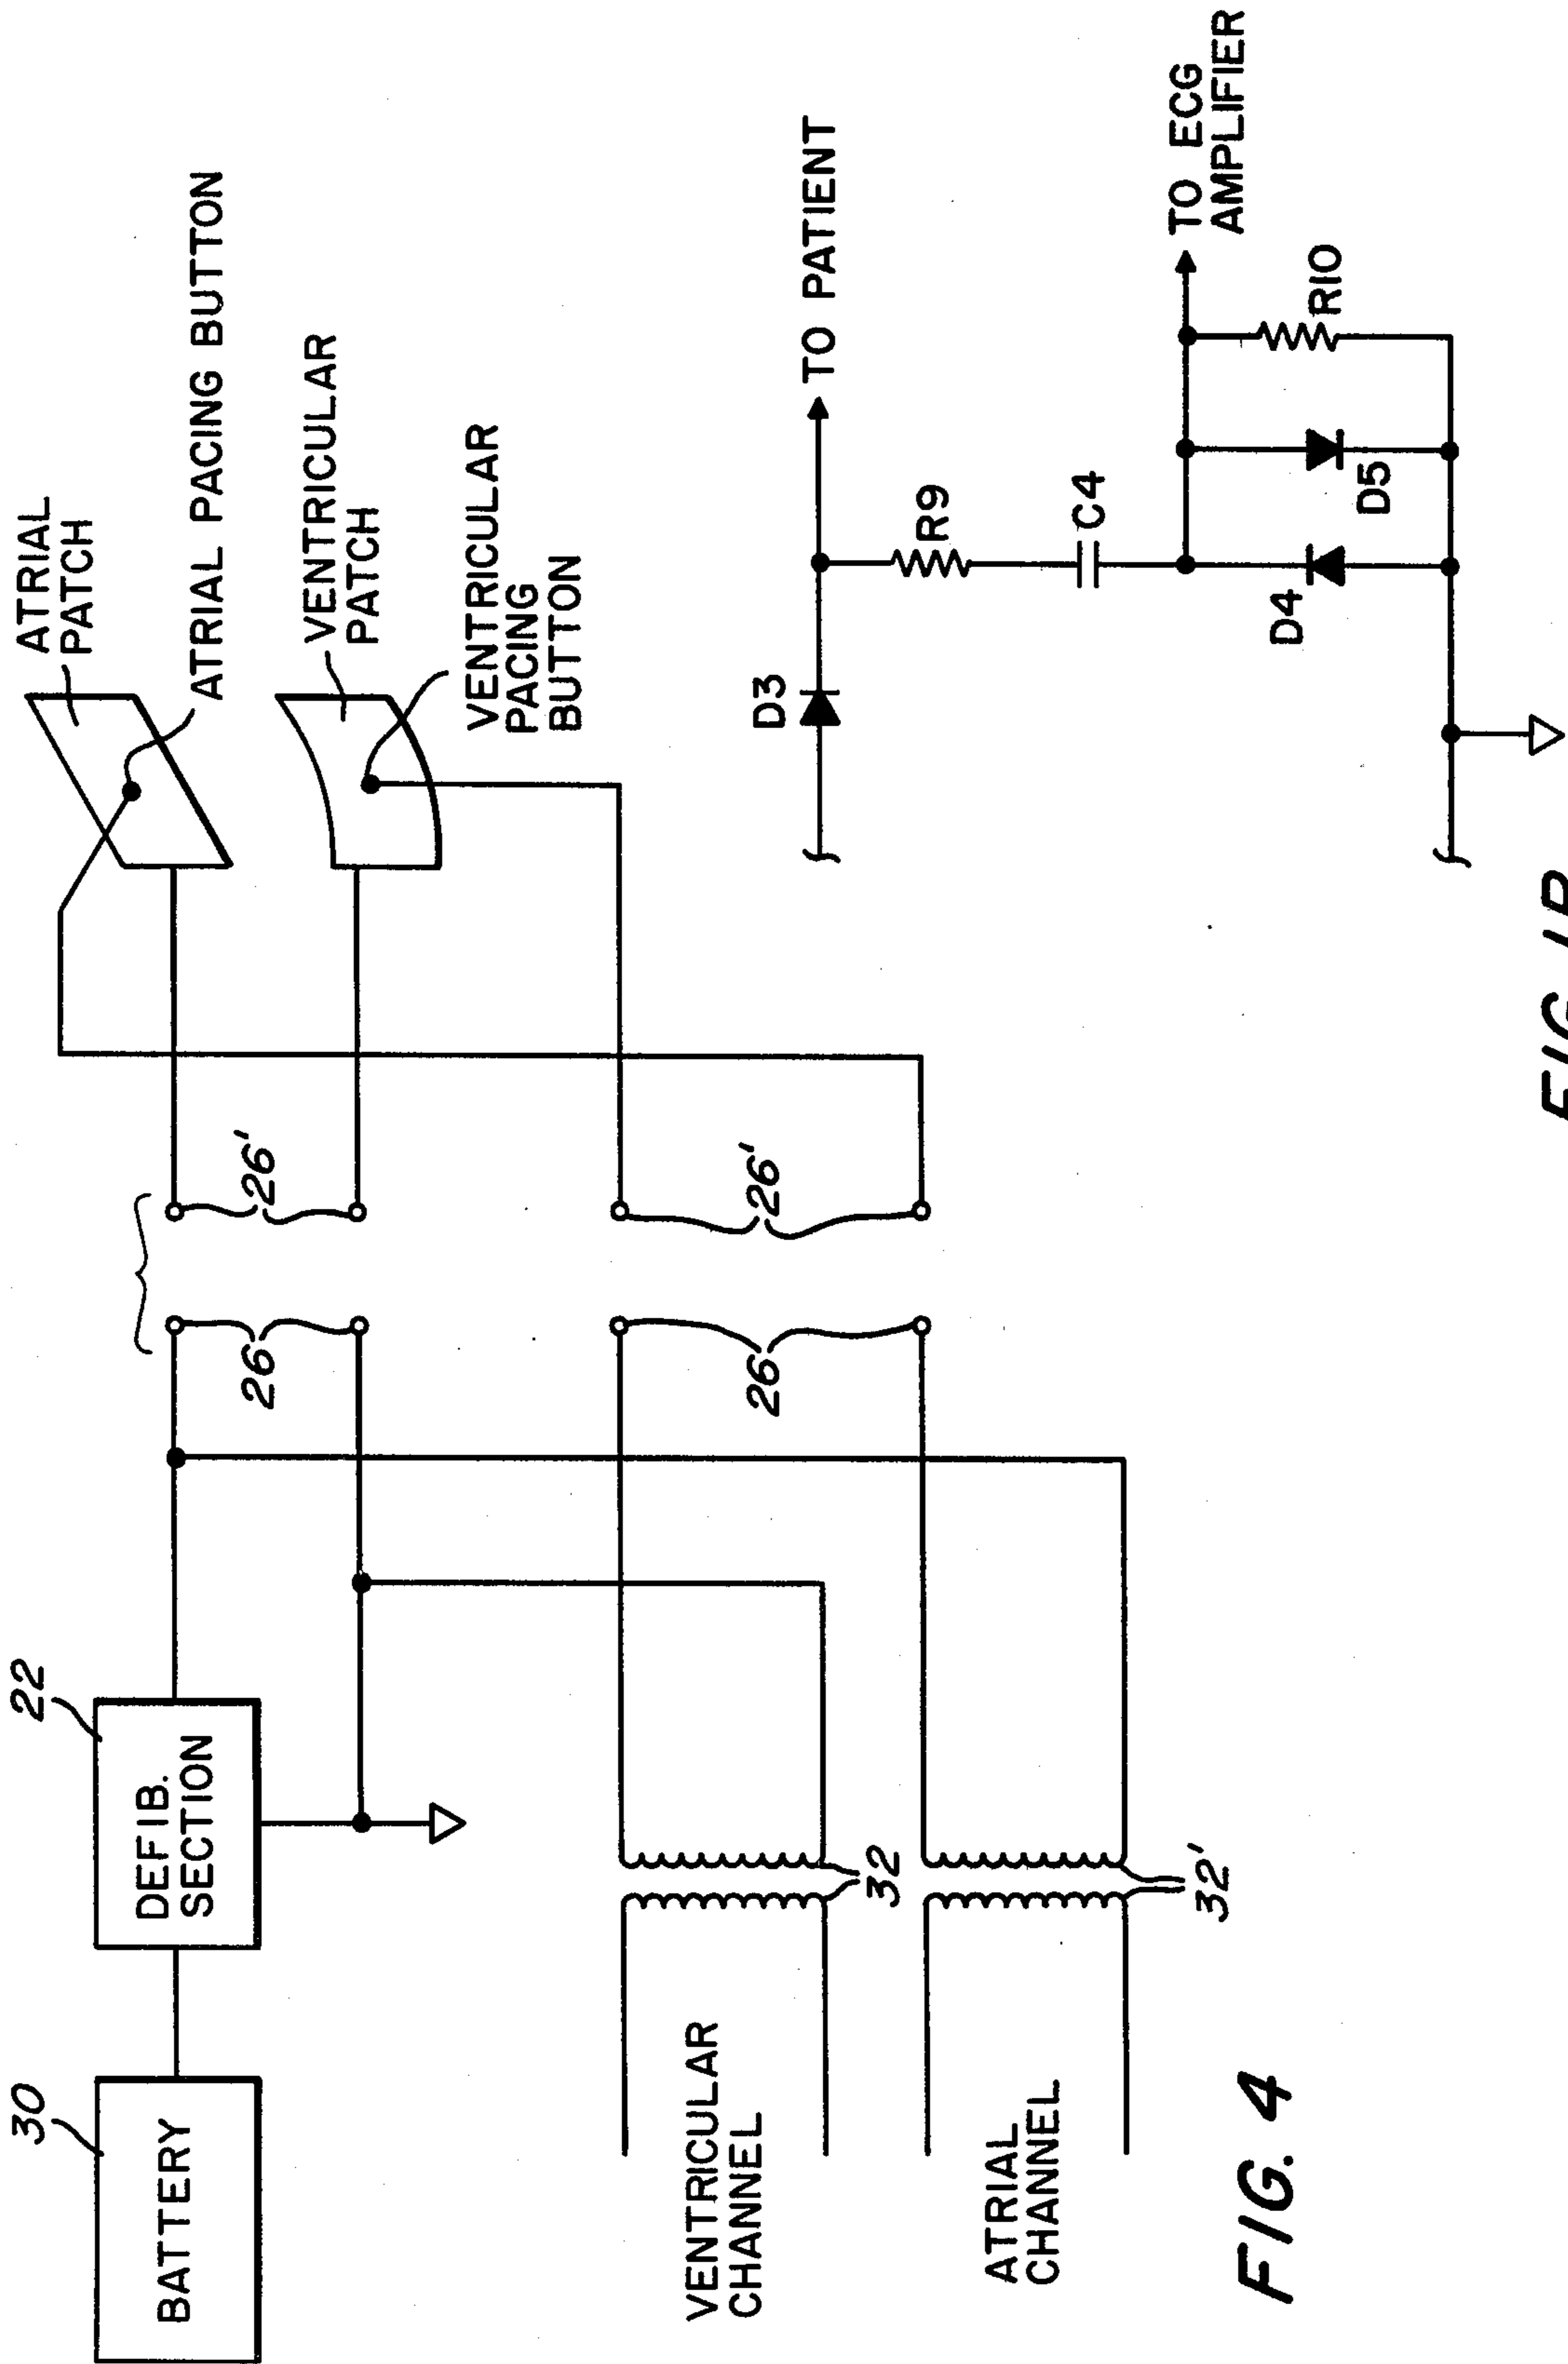 30
BATTERY
22
DEFIB.
SECTION
26
26'
ATRIAL
PATCH
ATRIAL PACING BUTTON
VENTRICULAR
PATCH
VENTRICULAR
PACING
BUTTON
26
26'
VENTRICULAR
CHANNEL
32
ATRIAL
CHANNEL
32'
FIG. 4
D3
TO PATIENT
R9
C4
TO ECG
AMPLIFIER
D4
D5
R10